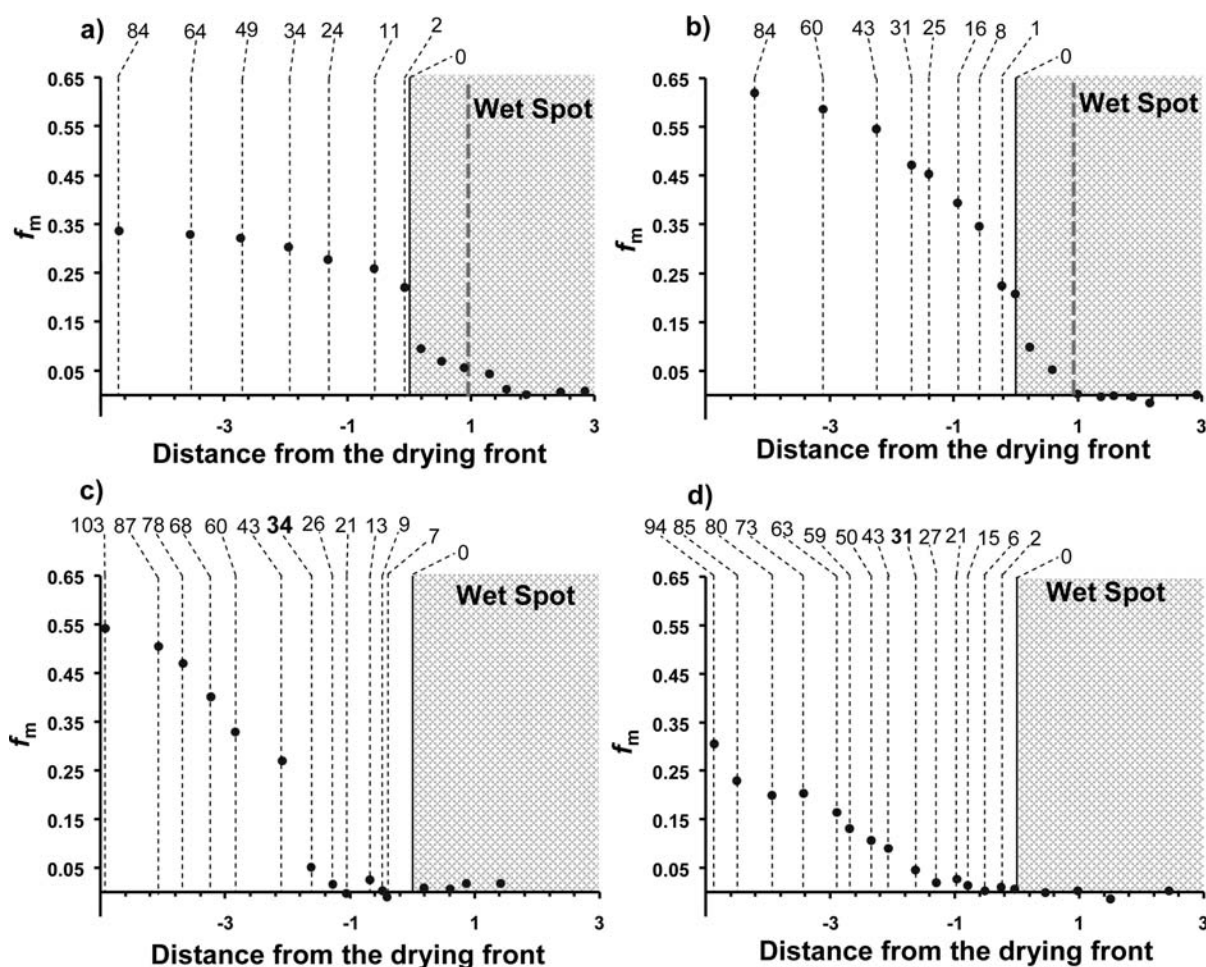 a)
84 64 49 34 24 11 2
0
0.65
0.55
0.45
0.35
0.25
0.15
0.05
fm
Wet Spot
-3 -1 1 3
Distance from the drying front
b)
84 60 43 31 25 16 8 1
0
0.65
0.55
0.45
0.35
0.25
0.15
0.05
fm
Wet Spot
-3 -1 1 3
Distance from the drying front
c)
103 87 78 68 60 43 34 26 21 13 9
7
0
0.65
0.55
0.45
0.35
0.25
0.15
0.05
fm
Wet Spot
-3 -1 1 3
Distance from the drying front
d)
94 85 80 73 63 59 50 43 31 27 21 15 6 2
0
0.65
0.55
0.45
0.35
0.25
0.15
0.05
fm
Wet Spot
-3 -1 1 3
Distance from the drying front